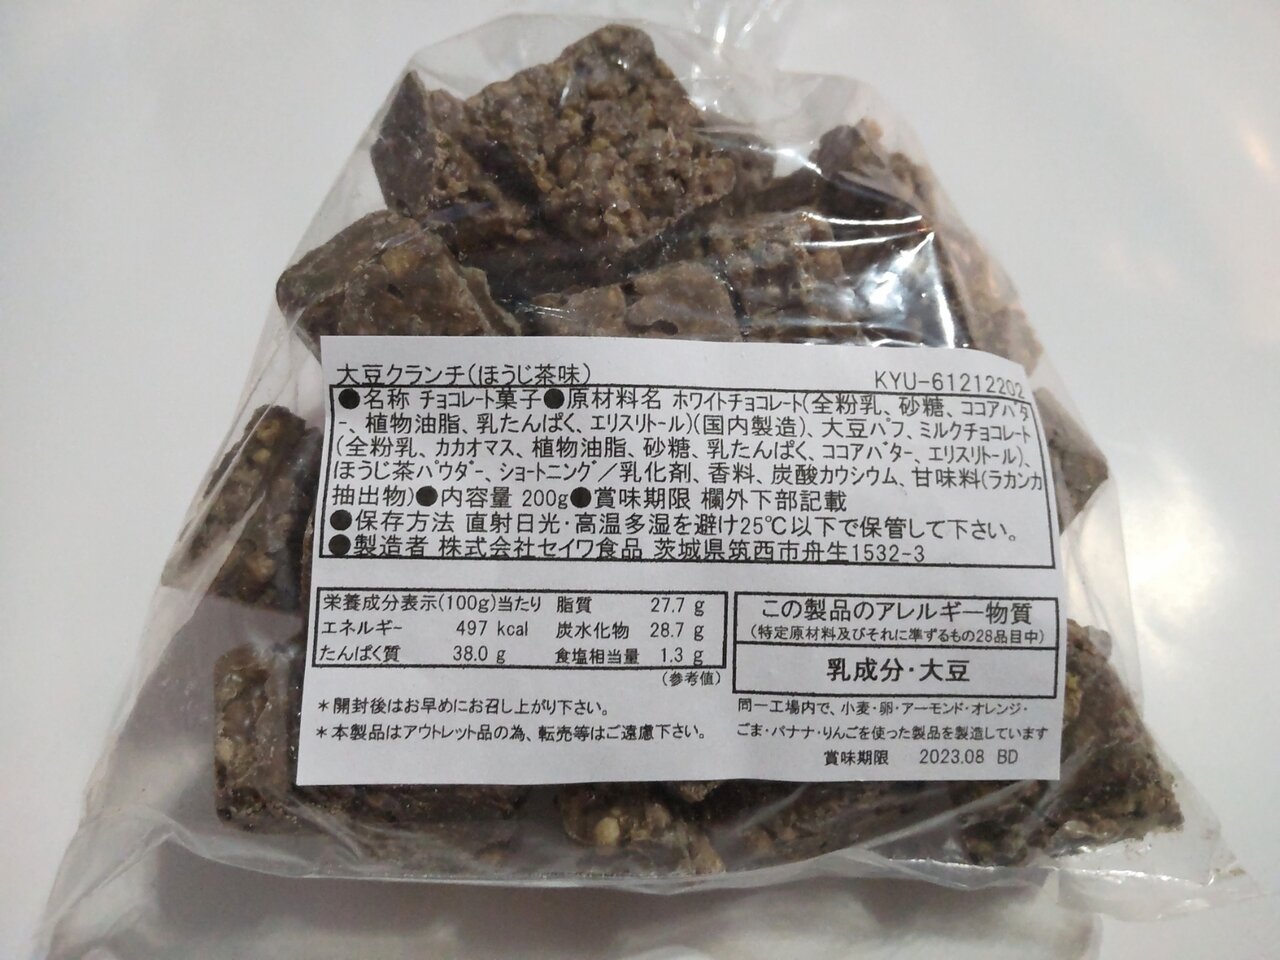 大豆クランチ(ほうじ茶味)
KYU-61212202
●名称 チョコレート菓子●原材料名 ホワイトチョコレート(全粉乳、砂糖、ココアバタ
-、植物油脂、乳たんぱく、エリスリトール)(国内製造)、大豆パフ、ミルクチョコレート
(全粉乳、カカオマス、植物油脂、砂糖、乳たんぱく、ココアバター、エリスリトール)、
ほうじ茶パウダー、ショートニング/乳化剤、香料、炭酸カウシウム、甘味料(ラカンカ
抽出物)●内容量 200g●賞味期限 欄外下部記載
●保存方法 直射日光・高温多湿を避け25℃以下で保管して下さい。
●製造者 株式会社セイワ食品 茨城県筑西市舟生1532-3
栄養成分表示(100g)当たり 脂質 27.7 g
エネルギー 497 kcal 炭水化物 28.7 g
たんぱく質 38.0 g 食塩相当量 1.3 g
(参考値)
この製品のアレルギー物質
(特定原材料及びそれに準ずるもの28品目中)
乳成分・大豆
*開封後はお早めにお召し上がり下さい。
*本製品はアウトレット品の為、転売等はご遠慮下さい。
同一工場内で、小麦・卵・アーモンド・オレンジ・
ごま・バナナ・りんごを使った製品を製造しています
賞味期限 2023.08 BD